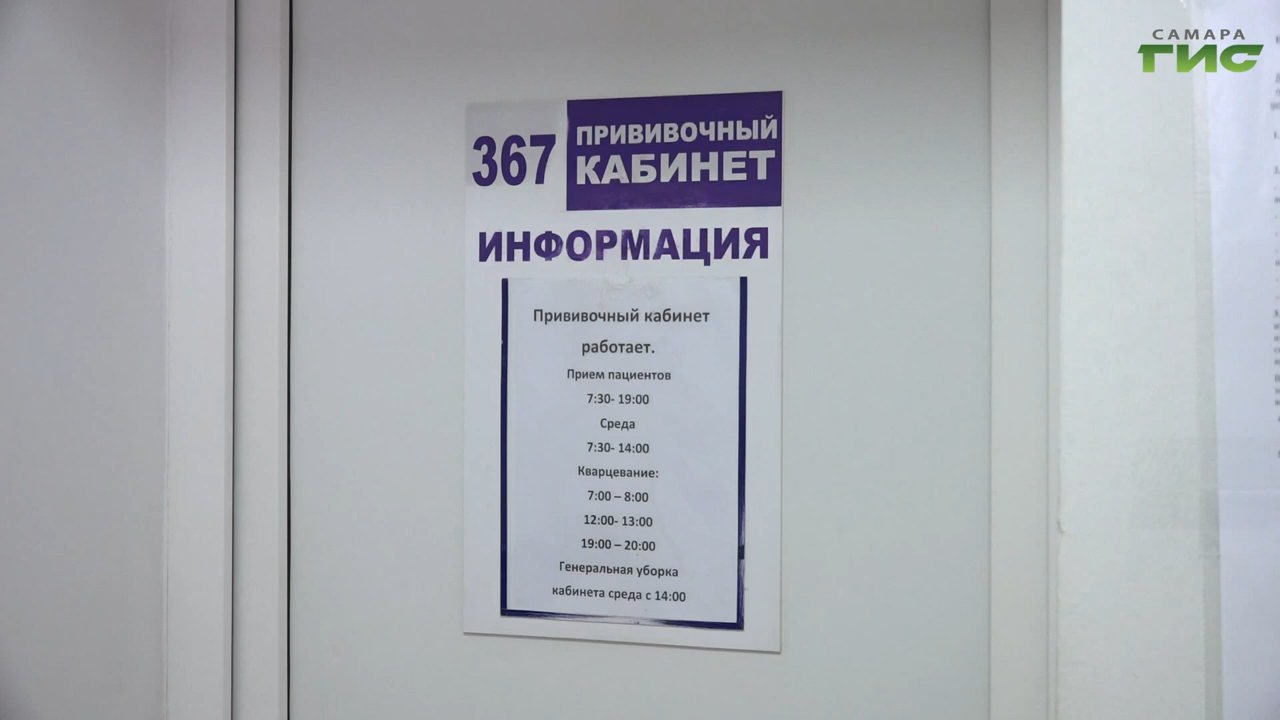 САМАРА
ГИС
367
ПРИВИВОЧНЫЙ
КАБИНЕТ
ИНФОРМАЦИЯ
Прививочный кабинет
работает.
Прием пациентов
7:30- 19:00
Среда
7:30- 14:00
Кварцевание:
7:00 – 8:00
12:00- 13:00
19:00 – 20:00
Генеральная уборка
кабинета среда с 14:00